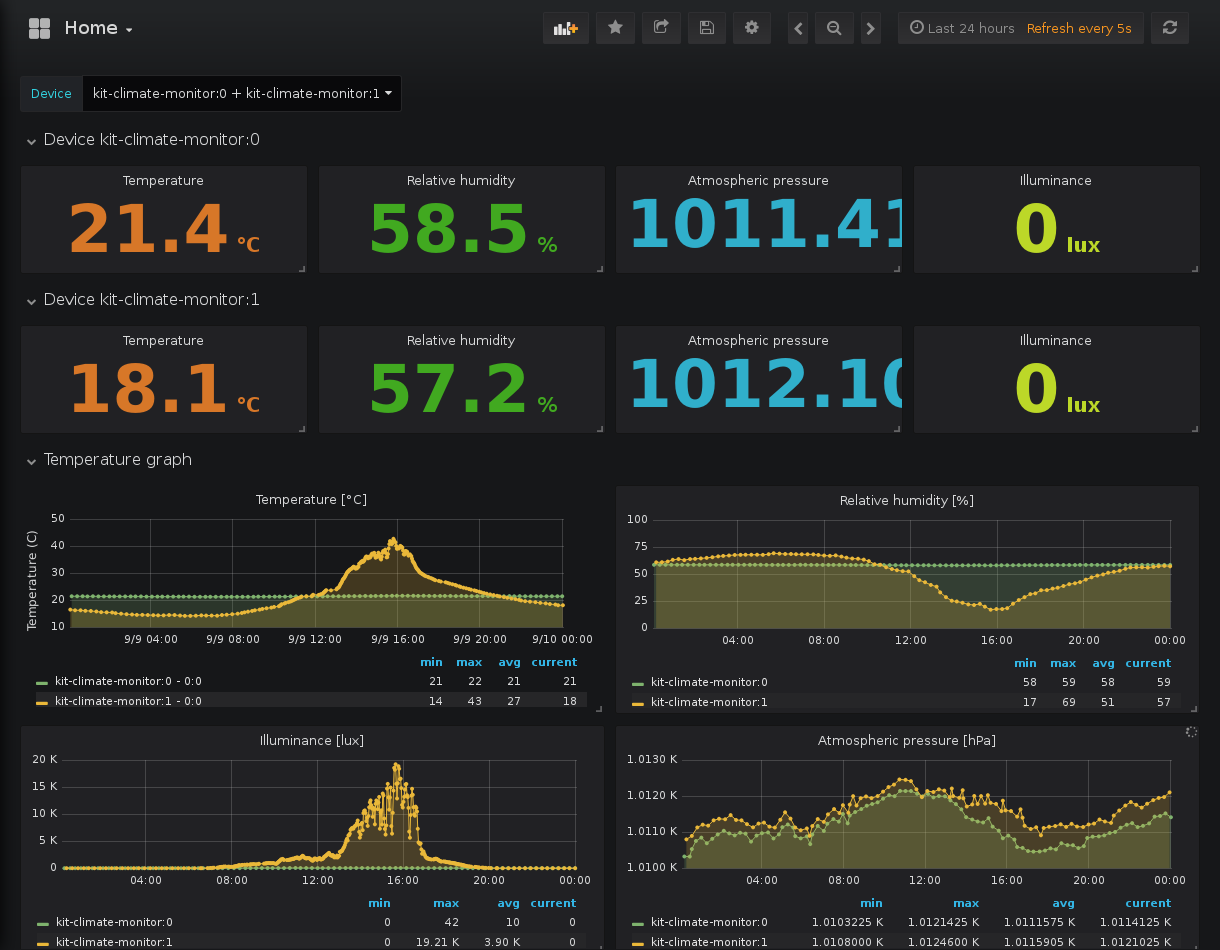 Home
Last 24 hours Refresh every 5s
Device kit-climate-monitor:0 + kit-climate-monitor:1
Device kit-climate-monitor:0
Temperature Relative humidity Atmospheric pressure Illuminance
21.4 °C 58.5 % 1011.41 0 lux
Device kit-climate-monitor:1
Temperature Relative humidity Atmospheric pressure Illuminance
18.1 °C 57.2 % 1012.10 0 lux
Temperature graph
Temperature [°C]
Temperature (C)
50
40
30
20
10
9/9 04:00 9/9 08:00 9/9 12:00 9/9 16:00 9/9 20:00 9/10 00:00
min max avg current
kit-climate-monitor:0 - 0:0 21 22 21 21
kit-climate-monitor:1 - 0:0 14 43 27 18
Relative humidity [%]
100
75
50
25
0
04:00 08:00 12:00 16:00 20:00 00:00
min max avg current
kit-climate-monitor:0 58 59 58 59
kit-climate-monitor:1 17 69 51 57
Illuminance [lux]
20 K
15 K
10 K
5 K
0
04:00 08:00 12:00 16:00 20:00 00:00
min max avg current
kit-climate-monitor:0 0 42 10 0
kit-climate-monitor:1 0 19.21 K 3.90 K 0
Atmospheric pressure [hPa]
1.0130 K
1.0120 K
1.0110 K
1.0100 K
04:00 08:00 12:00 16:00 20:00 00:00
min max avg current
kit-climate-monitor:0 1.0103225 K 1.0121425 K 1.0111575 K 1.0114125 K
kit-climate-monitor:1 1.0108000 K 1.0124600 K 1.0115905 K 1.0121025 K